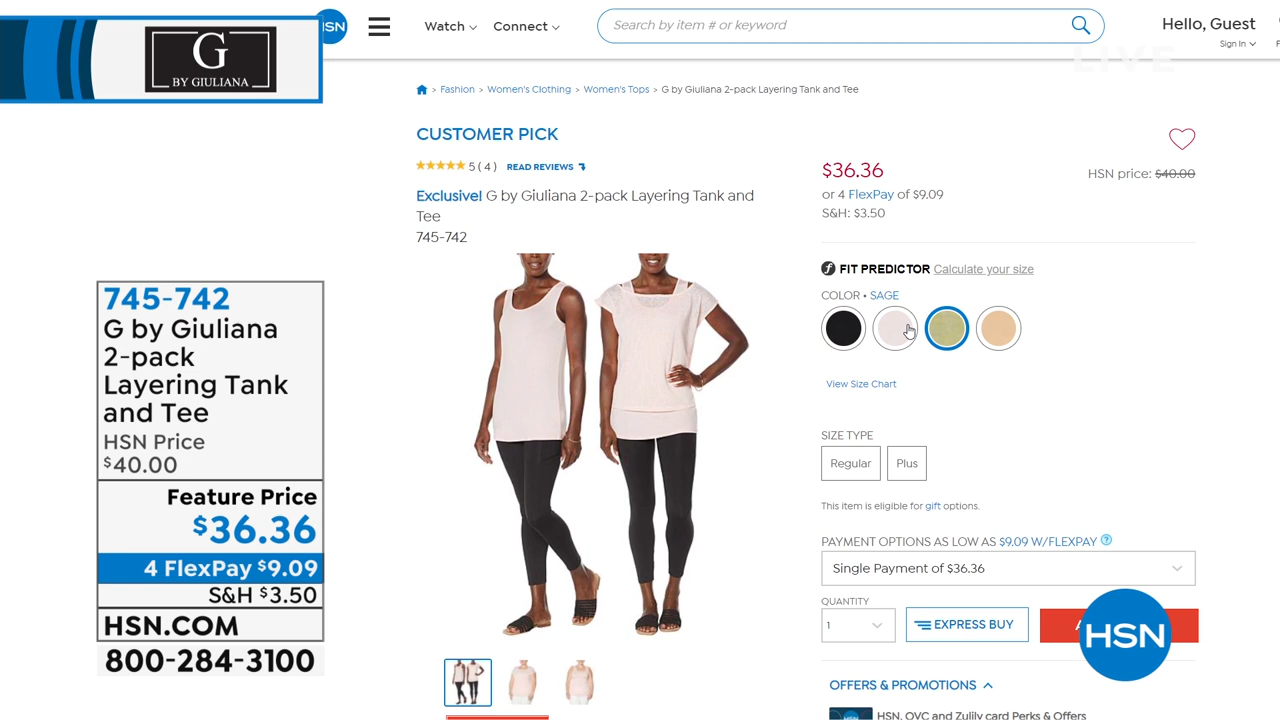 G
BY GIULIANA
HSN
Watch
Connect
Search by item # or keyword
Hello, Guest
Sign In
LIVE
> Fashion > Women's Clothing > Women's Tops > G by Giuliana 2-pack Layering Tank and Tee
CUSTOMER PICK
5 ( 4 ) READ REVIEWS
Exclusive! G by Giuliana 2-pack Layering Tank and
Tee
745-742
$36.36
HSN price: $40.00
or 4 FlexPay of $9.09
S&H: $3.50
FIT PREDICTOR Calculate your size
COLOR • SAGE
View Size Chart
SIZE TYPE
Regular
Plus
This item is eligible for gift options.
PAYMENT OPTIONS AS LOW AS $9.09 W/FLEXPAY ?
Single Payment of $36.36
QUANTITY
1
EXPRESS BUY
HSN
OFFERS & PROMOTIONS
HSN, QVC and Zulily card Perks & Offers
745-742
G by Giuliana
2-pack
Layering Tank
and Tee
HSN Price
$40.00
Feature Price
$36.36
4 FlexPay $9.09
S&H $3.50
HSN.COM
800-284-3100